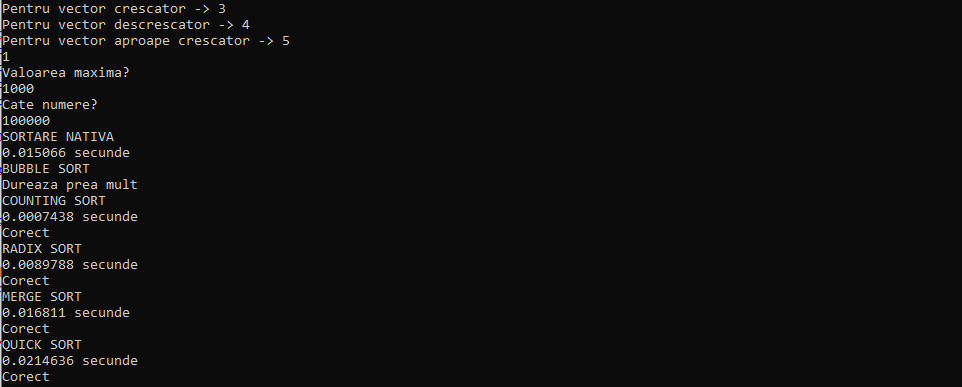 Pentru vector crescator -> 3
Pentru vector descrescator -> 4
Pentru vector aproape crescator -> 5
1
Valoarea maxima?
1000
Cate numere?
100000
SORTARE NATIVA
0.015066 secunde
BUBBLE SORT
Dureaza prea mult
COUNTING SORT
0.0007438 secunde
Corect
RADIX SORT
0.0089788 secunde
Corect
MERGE SORT
0.016811 secunde
Corect
QUICK SORT
0.0214636 secunde
Corect